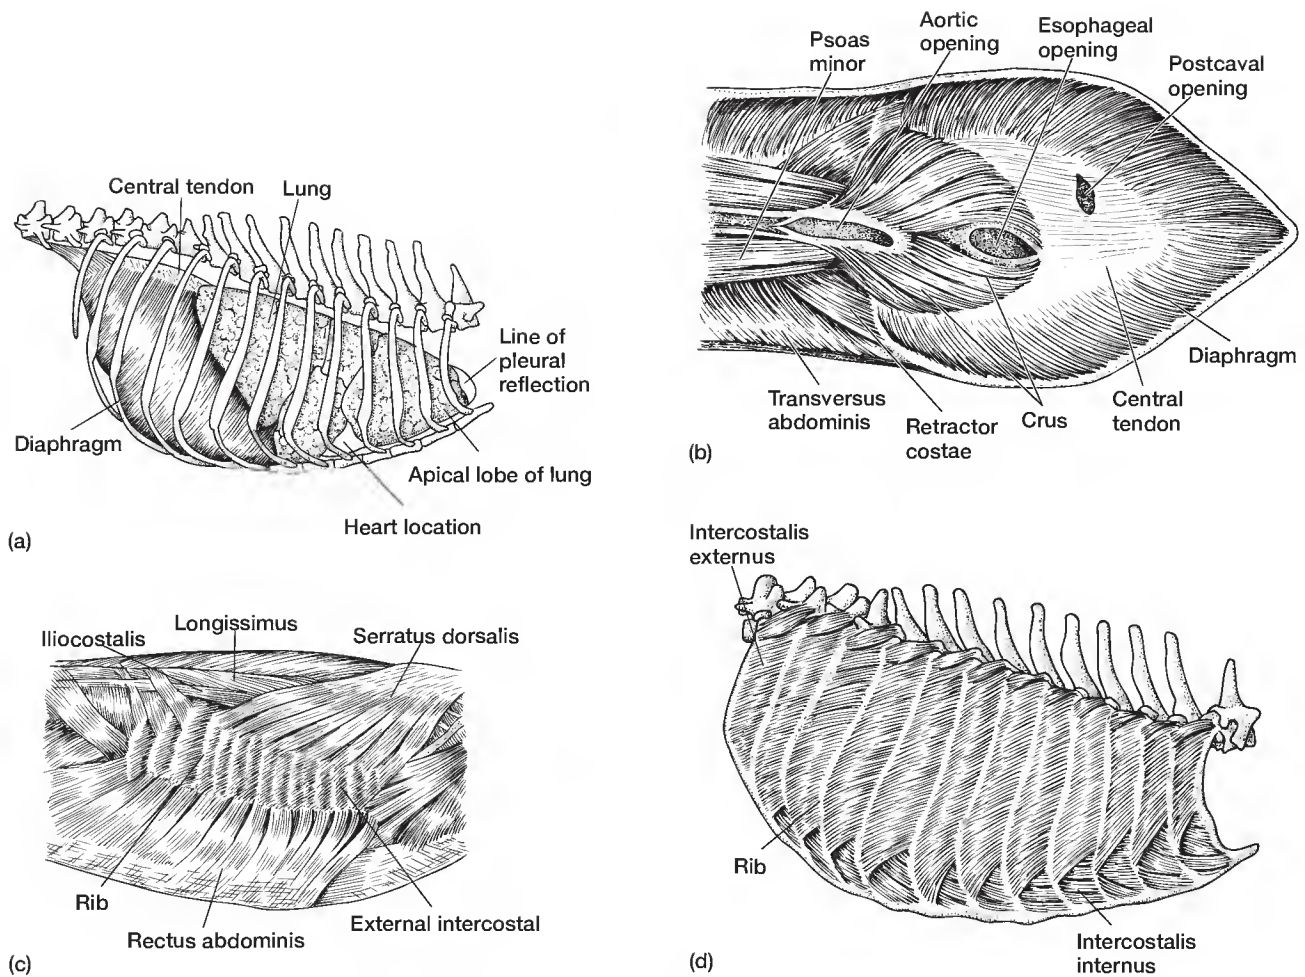 Central tendon
Lung
Line of
pleural
reflection
Diaphragm
Apical lobe of lung
Heart location
(a)
Aortic
opening
Esophageal
opening
Psoas
minor
Postcaval
opening
Diaphragm
Transversus
abdominis
Retractor
costae
Crus
Central
tendon
(b)
Iliocostalis
Longissimus
Serratus dorsalis
Rib
Rectus abdominis
External intercostal
(c)
Intercostalis
externus
Rib
Intercostalis
internus
(d)